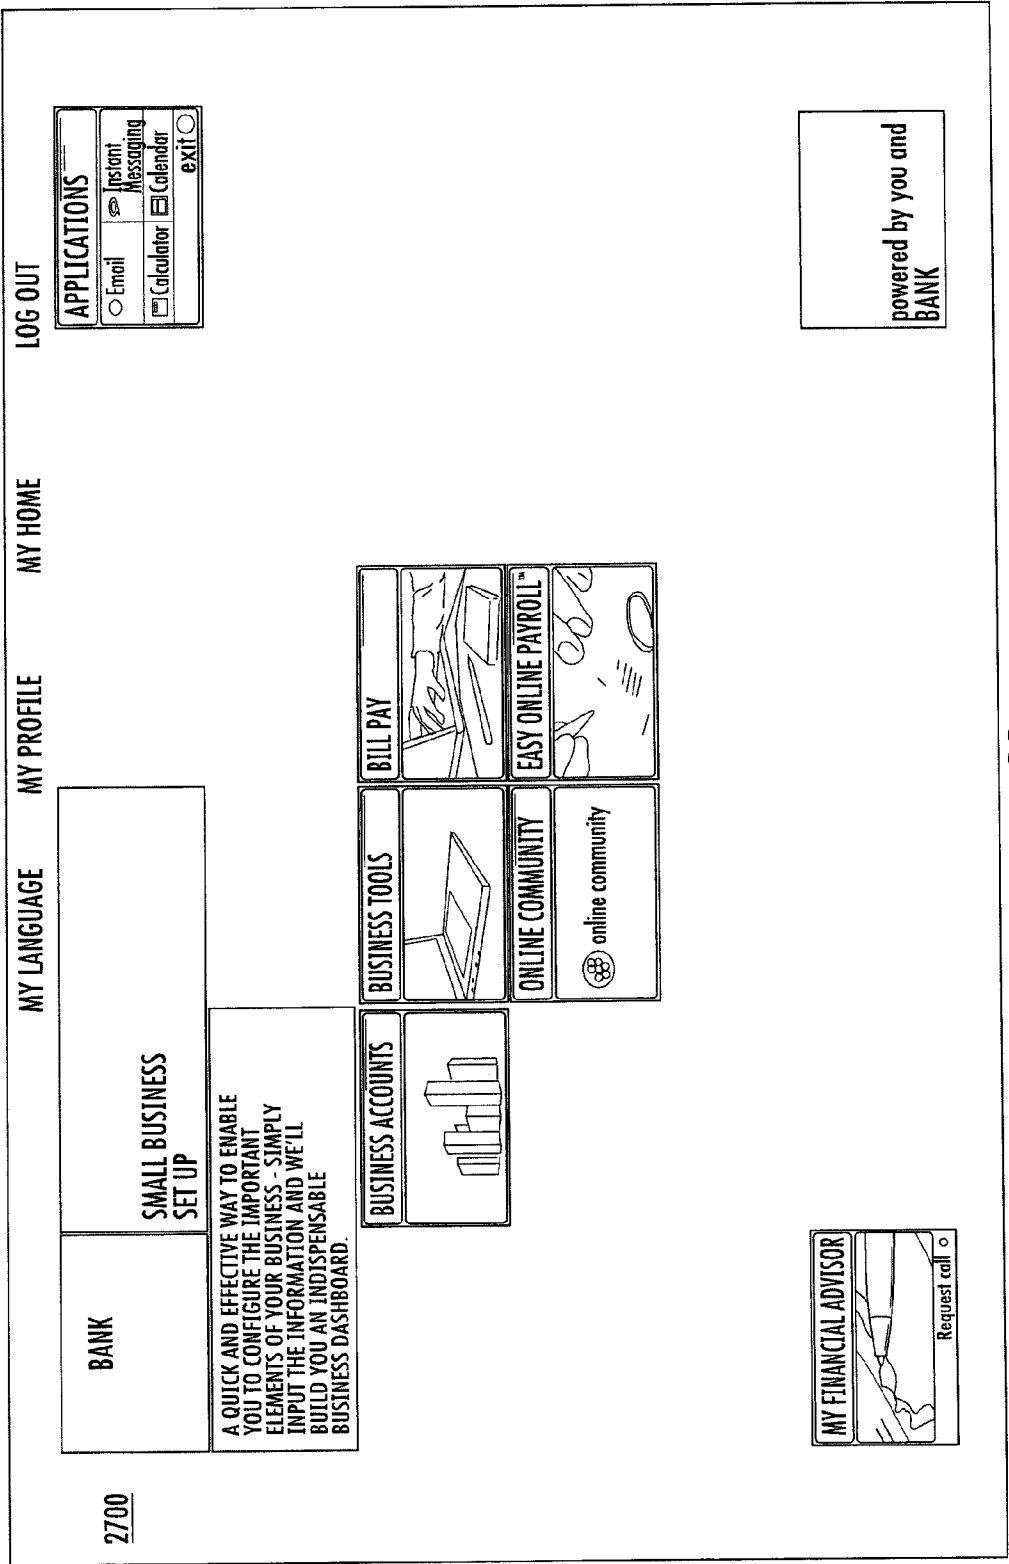 2700
MY LANGUAGE
MY PROFILE
MY HOME
LOG OUT
BANK
SMALL BUSINESS
SET UP
A QUICK AND EFFECTIVE WAY TO ENABLE
YOU TO CONFIGURE THE IMPORTANT
ELEMENTS OF YOUR BUSINESS - SIMPLY
INPUT THE INFORMATION AND WE'LL
BUILD YOU AN INDISPENSABLE
BUSINESS DASHBOARD.
APPLICATIONS
Email
Instant
Messaging
Calculator
Calendar
exit
BUSINESS ACCOUNTS
BUSINESS TOOLS
BILL PAY
ONLINE COMMUNITY
online community
EASY ONLINE PAYROLL™
MY FINANCIAL ADVISOR
Request call
powered by you and
BANK